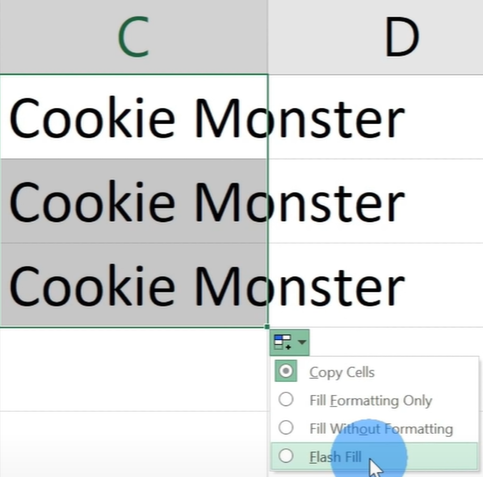 C D
Cookie Monster
Cookie Monster
Cookie Monster
Copy Cells
Fill Formatting Only
Fill Without Formatting
Flash Fill